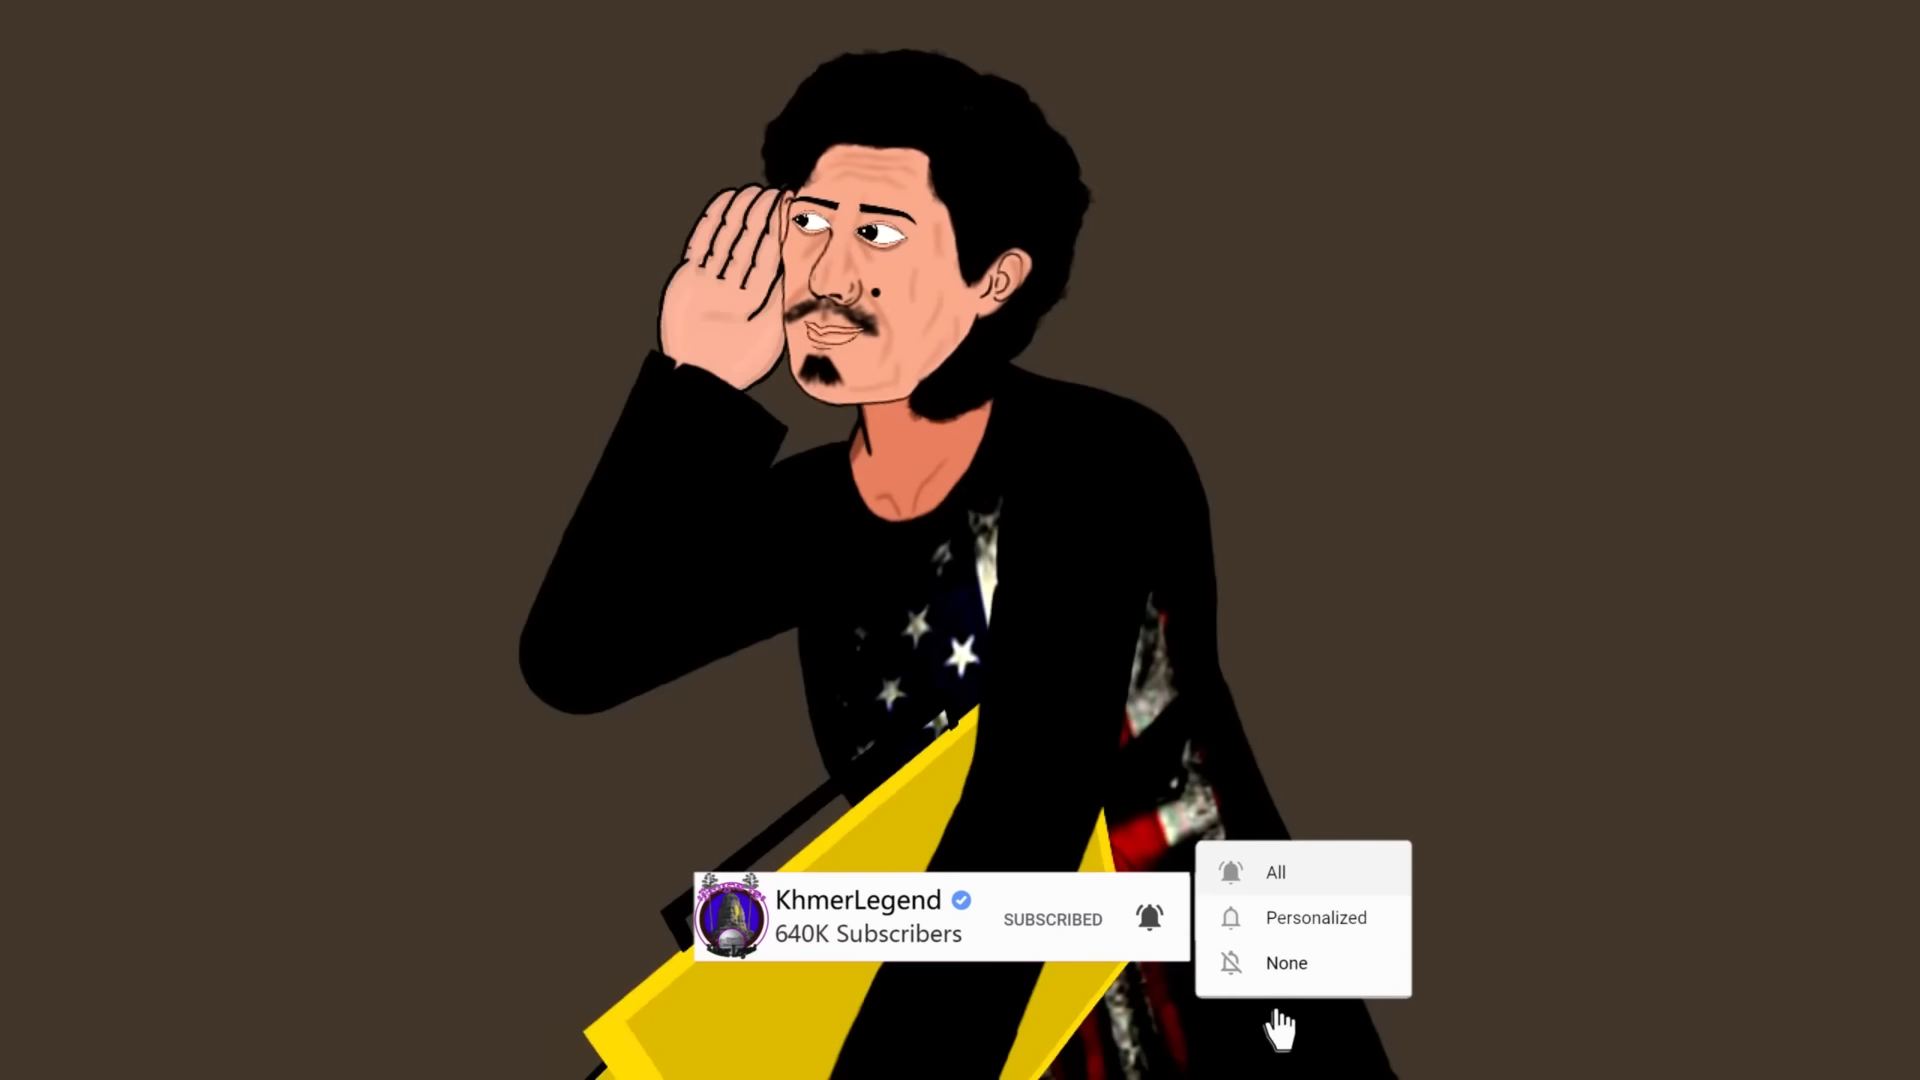 KhmerLegend
640K Subscribers
SUBSCRIBED
All
Personalized
None